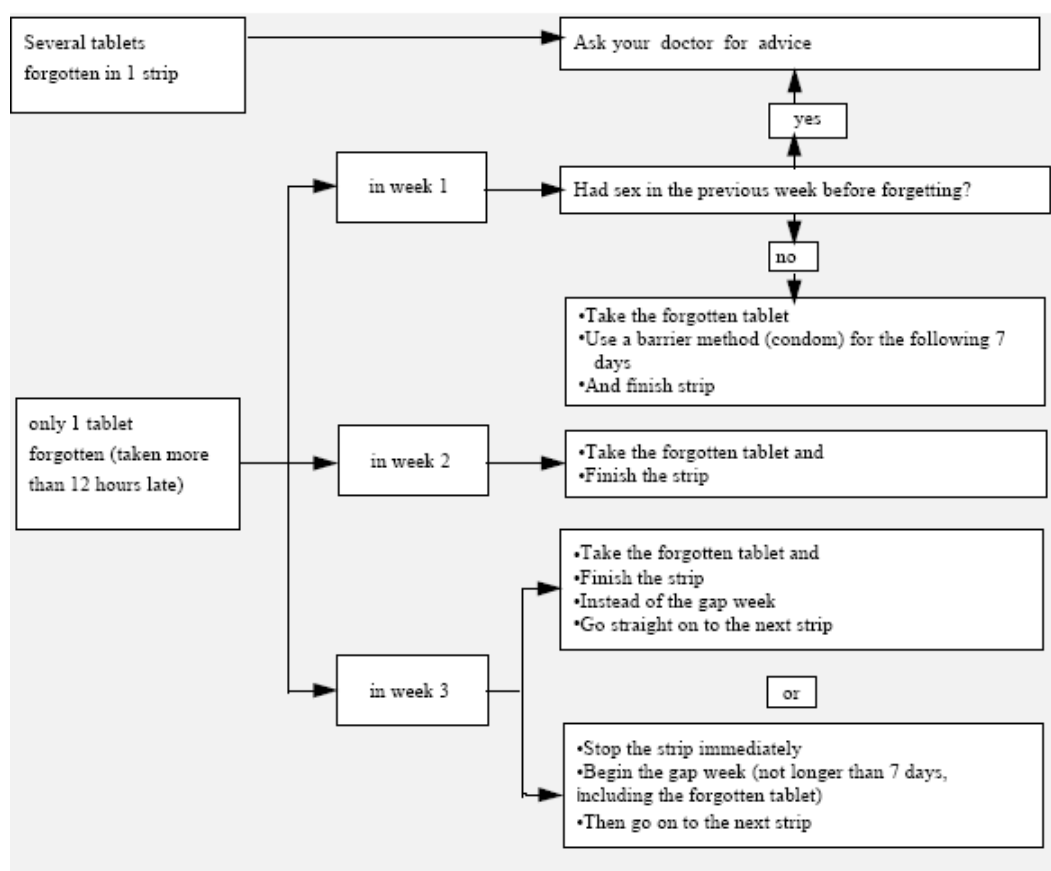 Several tablets
forgotten in 1 strip
Ask your doctor for advice
yes
in week 1
Had sex in the previous week before forgetting?
no
•Take the forgotten tablet
•Use a barrier method (condom) for the following 7
days
•And finish strip
only 1 tablet
forgotten (taken more
than 12 hours late)
in week 2
•Take the forgotten tablet and
•Finish the strip
•Take the forgotten tablet and
•Finish the strip
•Instead of the gap week
•Go straight on to the next strip
in week 3
or
•Stop the strip immediately
•Begin the gap week (not longer than 7 days,
including the forgotten tablet)
•Then go on to the next strip